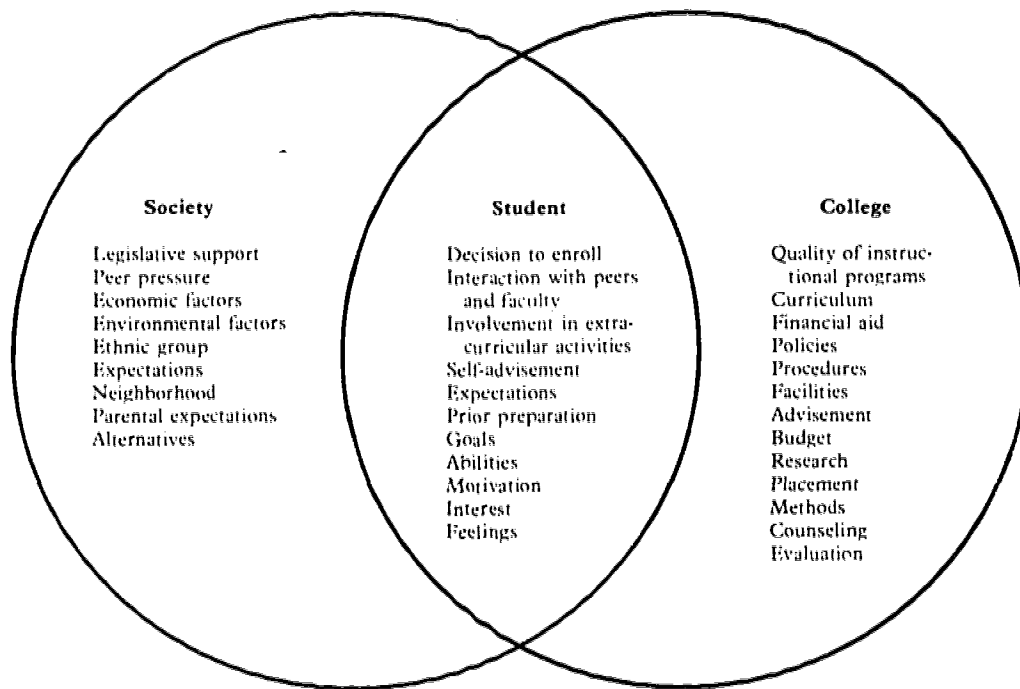 Society
Legislative support
Peer pressure
Economic factors
Environmental factors
Ethnic group
Expectations
Neighborhood
Parental expectations
Alternatives
Student
Decision to enroll
Interaction with peers
and faculty
Involvement in extra-
curricular activities
Self-advisement
Expectations
Prior preparation
Goals
Abilities
Motivation
Interest
Feelings
College
Quality of instruc-
tional programs
Curriculum
Financial aid
Policies
Procedures
Facilities
Advisement
Budget
Research
Placement
Methods
Counseling
Evaluation